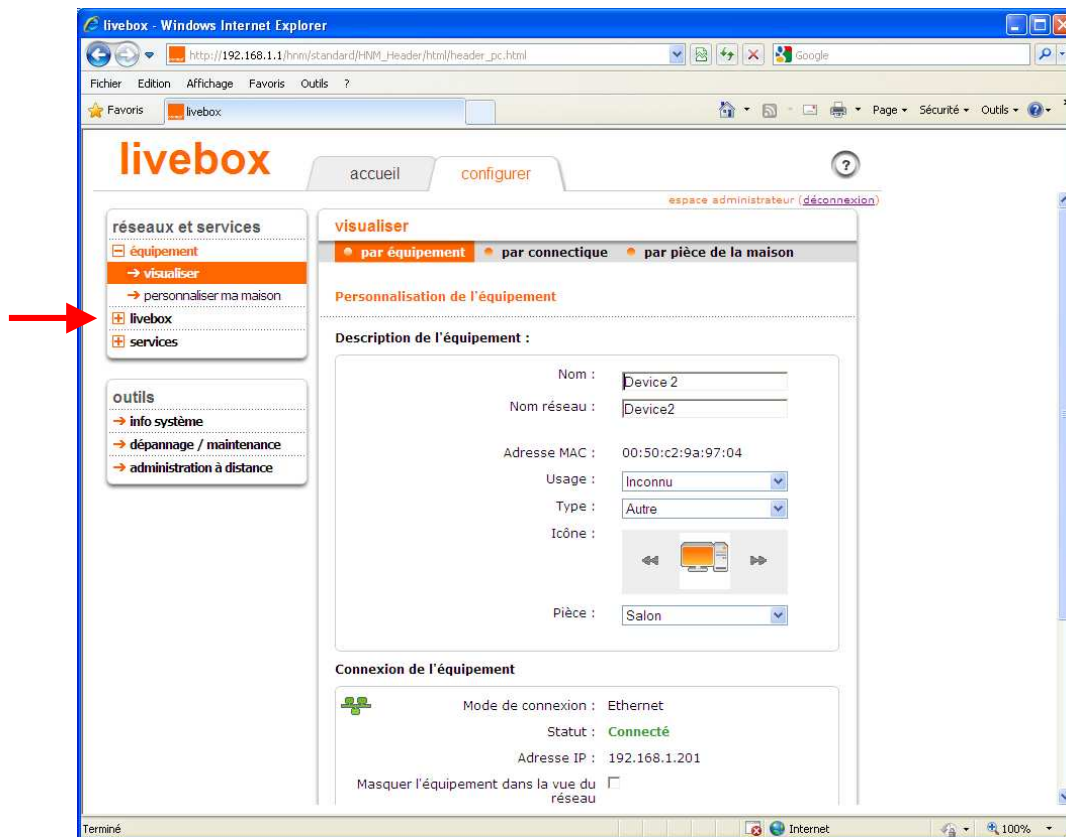 livebox - Windows Internet Explorer
http://192.168.1.1/hnm/standard/HNM_Header/html/header_pc.html
Google
Fichier Edition Affichage Favoris Outils ?
Favoris livebox Page Sécurité Outils
livebox
accueil configurer ?
espace administrateur (déconnexion)
réseaux et services
équipement
visualiser
personnaliser ma maison
livebox
services
outils
info système
dépannage / maintenance
administration à distance
visualiser
par équipement par connectique par pièce de la maison
Personnalisation de l'équipement
Description de l'équipement :
Nom : Device 2
Nom réseau : Device2
Adresse MAC : 00:50:c2:9a:97:04
Usage : Inconnu
Type : Autre
Icône :
Pièce : Salon
Connexion de l'équipement
Mode de connexion : Ethernet
Statut : Connecté
Adresse IP : 192.168.1.201
Masquer l'équipement dans la vue du
réseau
Terminé Internet 100%